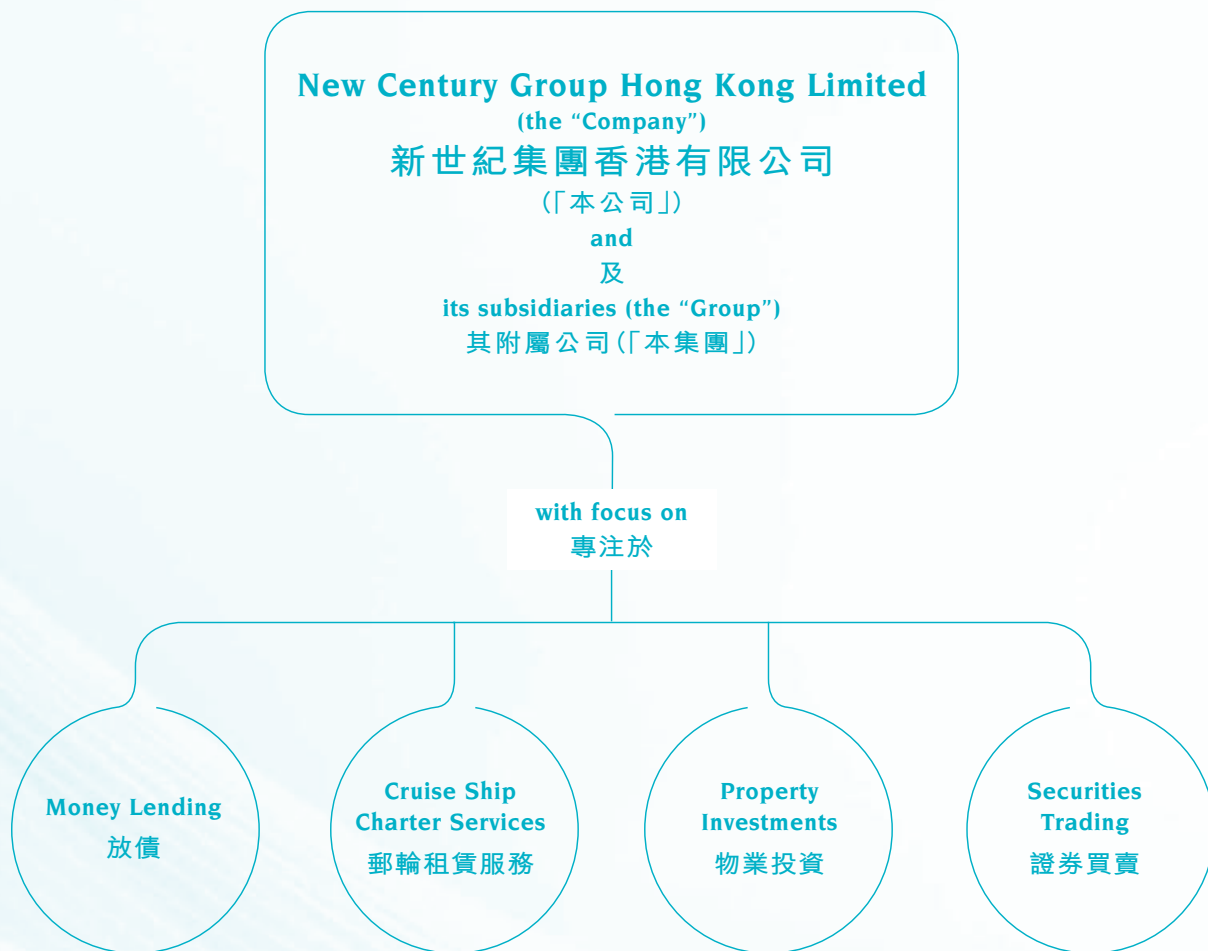 New Century Group Hong Kong Limited
(the “Company”)
新世紀集團香港有限公司
(「本公司」)
and
及
its subsidiaries (the “Group”)
其附屬公司(「本集團」)
with focus on
專注於
Money Lending
放債
Cruise Ship
Charter Services
郵輪租賃服務
Property
Investments
物業投資
Securities
Trading
證券買賣